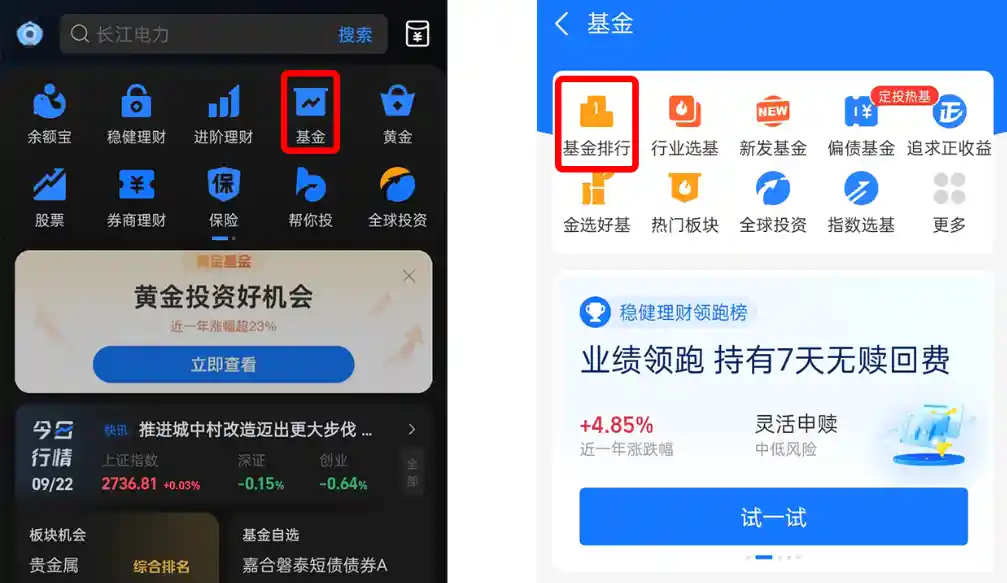 长江电力
搜索
余额宝
稳健理财
进阶理财
基金
黄金
股票
券商理财
保
保险
帮你投
全球投资
黄金基金
黄金投资好机会
近一年涨幅超23%
立即查看
今日
行情
09/22
快讯 推进城中村改造迈出更大步伐 ...
上证指数
深证
创业
2736.81 +0.03%
-0.15%
-0.64%
全部
板块机会
贵金属
综合排名
基金自选
嘉合磐泰短债债券A
基金
1
NEW
定投热基
正
基金排行
行业选基
新发基金
偏债基金
追求正收益
金选好基
热门板块
全球投资
指数选基
更多
稳健理财领跑榜
业绩领跑 持有7天无赎回费
+4.85%
近一年涨跌幅
灵活申赎
中低风险
试一试